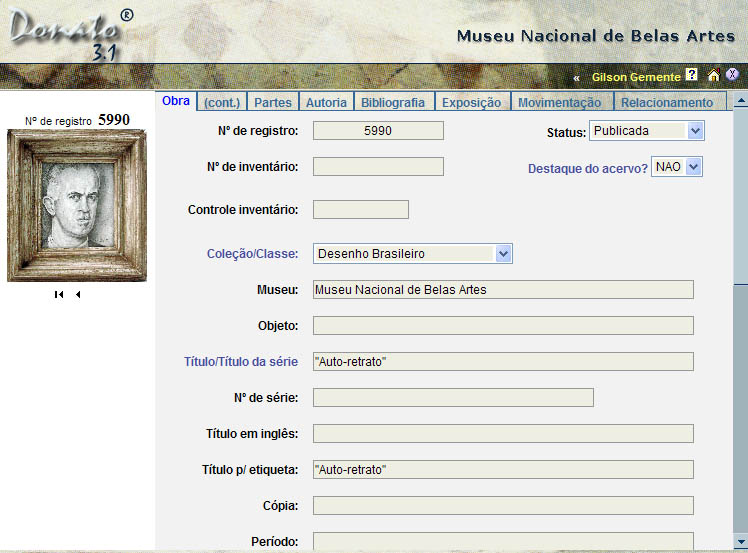 Donato ®
3.1
Museu Nacional de Belas Artes
« Gilson Gemente ? X
Obra (cont.) Partes Autoria Bibliografia Exposição Movimentação Relacionamento
Nº de registro 5990
Nº de registro: 5990 Status: Publicada
Nº de inventário: Destaque do acervo? NAO
Controle inventário:
Coleção/Classe: Desenho Brasileiro
Museu: Museu Nacional de Belas Artes
Objeto:
Título/Título da série "Auto-retrato"
Nº de série:
Título em inglês:
Título p/ etiqueta: "Auto-retrato"
Cópia:
Período: